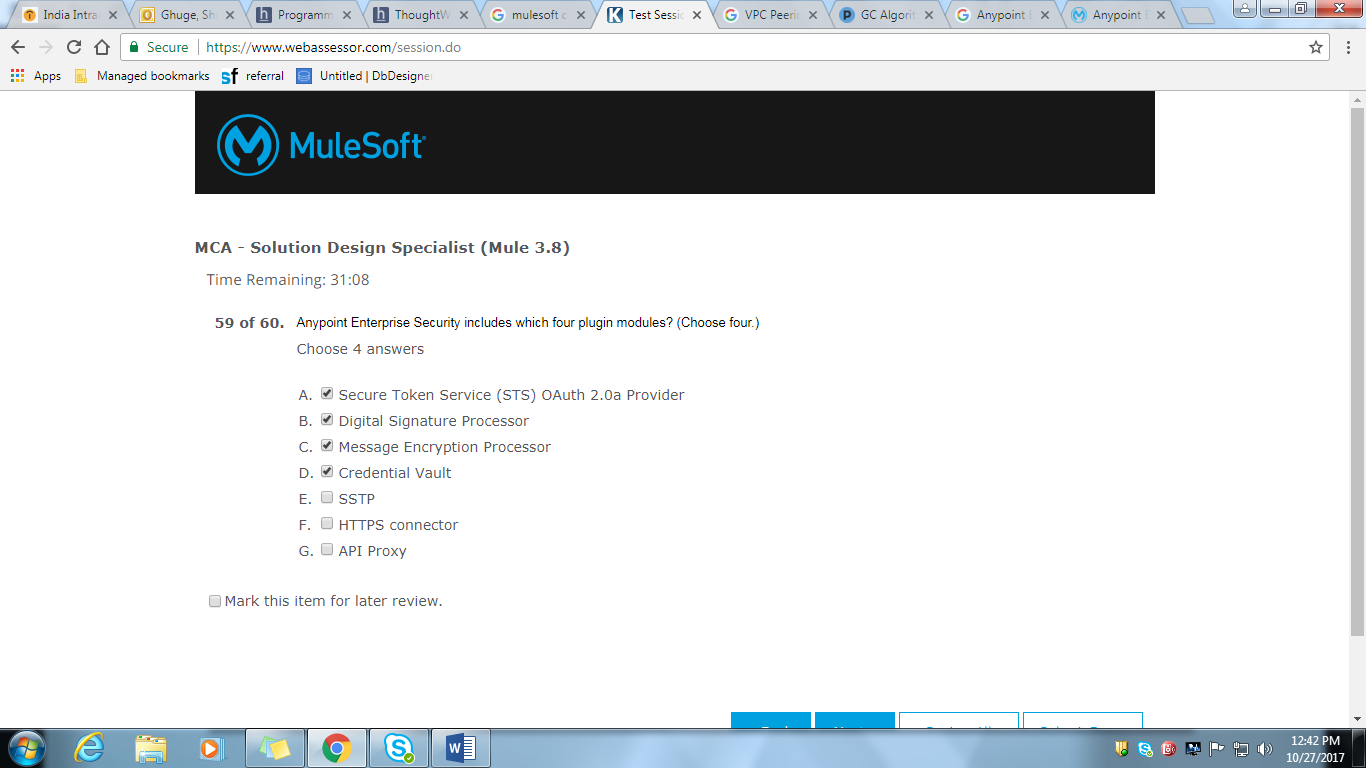 India Intra
Ghuge, Sh
Programm
ThoughtW
mulesoft c
Test Sessio
VPC Peeri
GC Algorit
Anypoint
Anypoint
Secure
https://www.webassessor.com/session.do
Apps
Managed bookmarks
sf
referral
Untitled | DbDesigner
MuleSoft
MCA - Solution Design Specialist (Mule 3.8)
Time Remaining: 31:08
59 of 60. Anypoint Enterprise Security includes which four plugin modules? (Choose four.)
Choose 4 answers
A. Secure Token Service (STS) OAuth 2.0a Provider
B. Digital Signature Processor
C. Message Encryption Processor
D. Credential Vault
E. SSTP
F. HTTPS connector
G. API Proxy
Mark this item for later review.
12:42 PM
10/27/2017